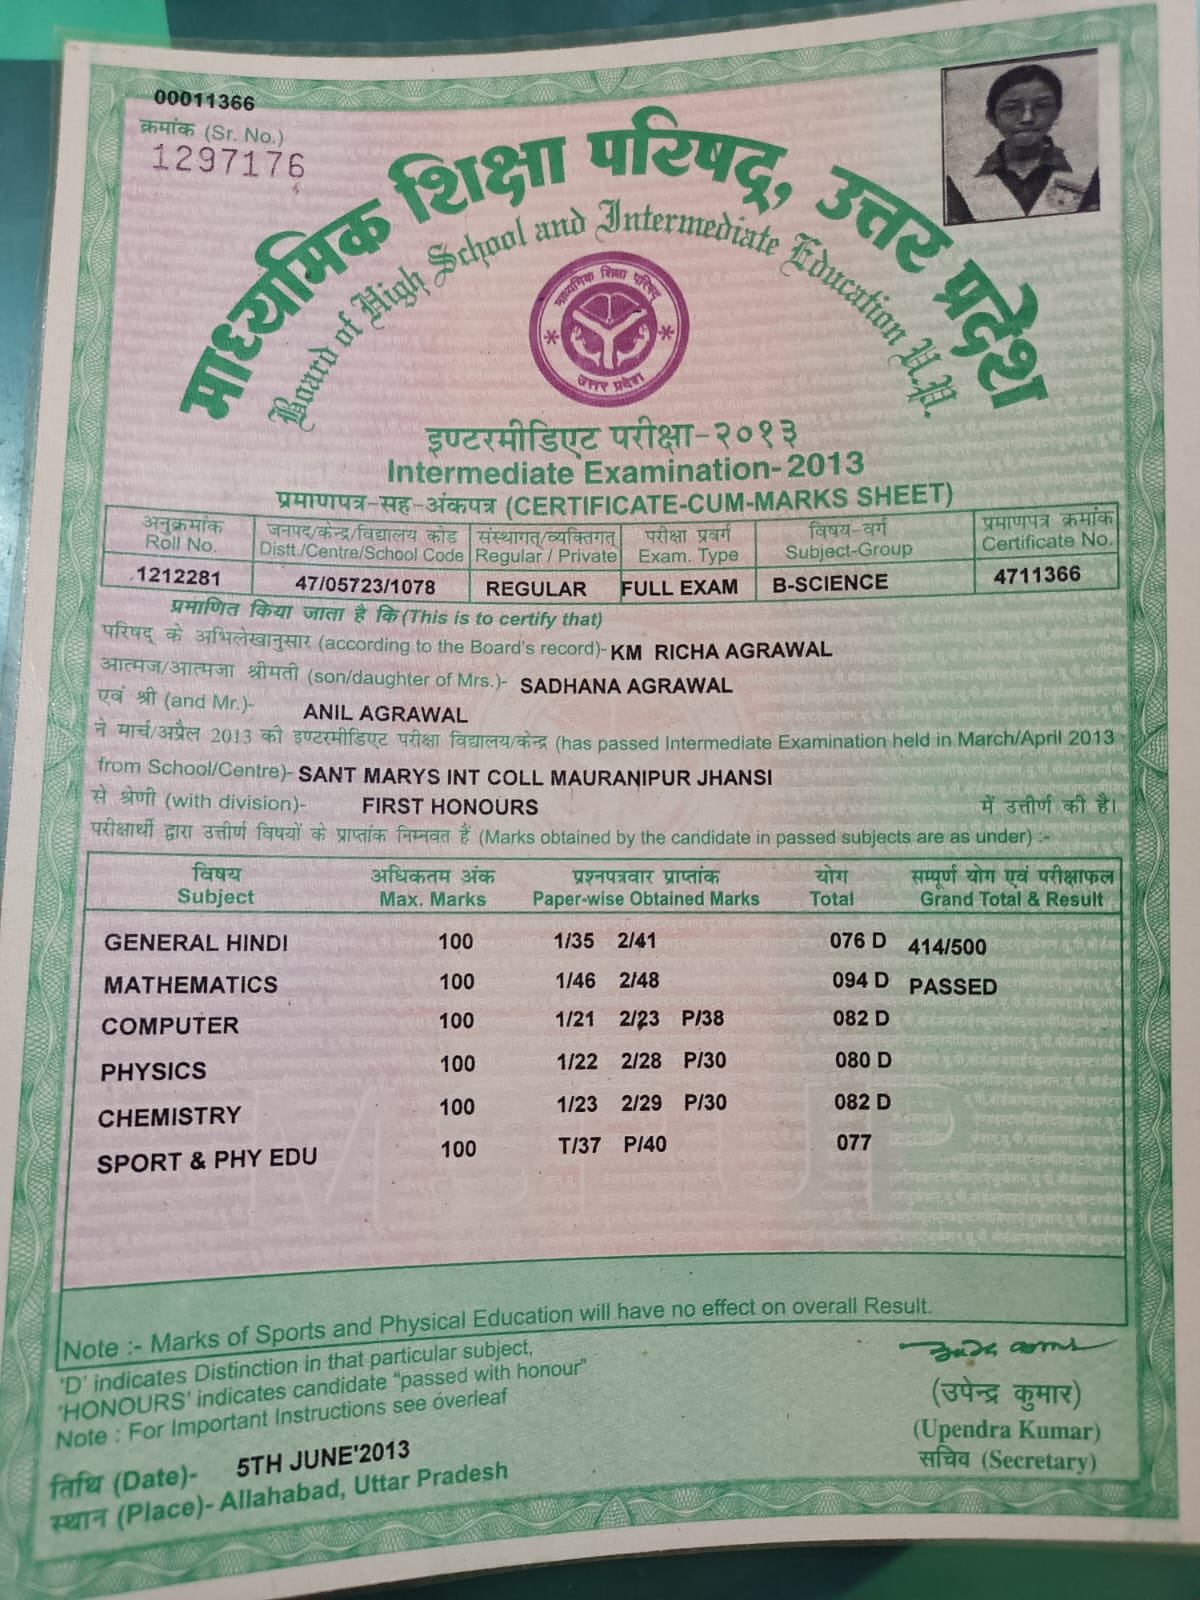 00011366
क्रमांक (Sr. No.)
1297176
माध्यमिक शिक्षा परिषद्, उत्तर प्रदेश
Board of High School and Intermediate Education U.P.
माध्यमिक शिक्षा परिषद्
उत्तर प्रदेश
इण्टरमीडिएट परीक्षा-२०१३
Intermediate Examination- 2013
प्रमाणपत्र-सह-अंकपत्र (CERTIFICATE-CUM-MARKS SHEET)
अनुक्रमांक जनपद/केन्द्र/विद्यालय कोड संस्थागत्/व्यक्तिगत् परीक्षा प्रवर्ग विषय-वर्ग प्रमाणपत्र क्रमांक
Roll No. Distt./Centre/School Code Regular / Private Exam. Type Subject-Group Certificate No.
1212281 47/05723/1078 REGULAR FULL EXAM B-SCIENCE 4711366
प्रमाणित किया जाता है कि (This is to certify that)
परिषद् के अभिलेखानुसार (according to the Board's record)- KM RICHA AGRAWAL
आत्मज/आत्मजा श्रीमती (son/daughter of Mrs.)- SADHANA AGRAWAL
एवं श्री (and Mr.)- ANIL AGRAWAL
ने मार्च/अप्रैल 2013 की इण्टरमीडिएट परीक्षा विद्यालय/केन्द्र (has passed Intermediate Examination held in March/April 2013
from School/Centre)- SANT MARYS INT COLL MAURANIPUR JHANSI
से श्रेणी (with division)- FIRST HONOURS में उत्तीर्ण की है।
परीक्षार्थी द्वारा उत्तीर्ण विषयों के प्राप्तांक निम्नवत हैं (Marks obtained by the candidate in passed subjects are as under) :-
विषय अधिकतम अंक प्रश्नपत्रवार प्राप्तांक योग सम्पूर्ण योग एवं परीक्षाफल
Subject Max. Marks Paper-wise Obtained Marks Total Grand Total & Result
GENERAL HINDI 100 1/35 2/41 076 D 414/500
MATHEMATICS 100 1/46 2/48 094 D PASSED
COMPUTER 100 1/21 2/23 P/38 082 D
PHYSICS 100 1/22 2/28 P/30 080 D
CHEMISTRY 100 1/23 2/29 P/30 082 D
SPORT & PHY EDU 100 T/37 P/40 077
Note :- Marks of Sports and Physical Education will have no effect on overall Result.
'D' indicates Distinction in that particular subject,
'HONOURS' indicates candidate "passed with honour"
Note : For Important Instructions see overleaf
(उपेन्द्र कुमार)
(Upendra Kumar)
सचिव (Secretary)
तिथि (Date)- 5TH JUNE'2013
स्थान (Place)- Allahabad, Uttar Pradesh